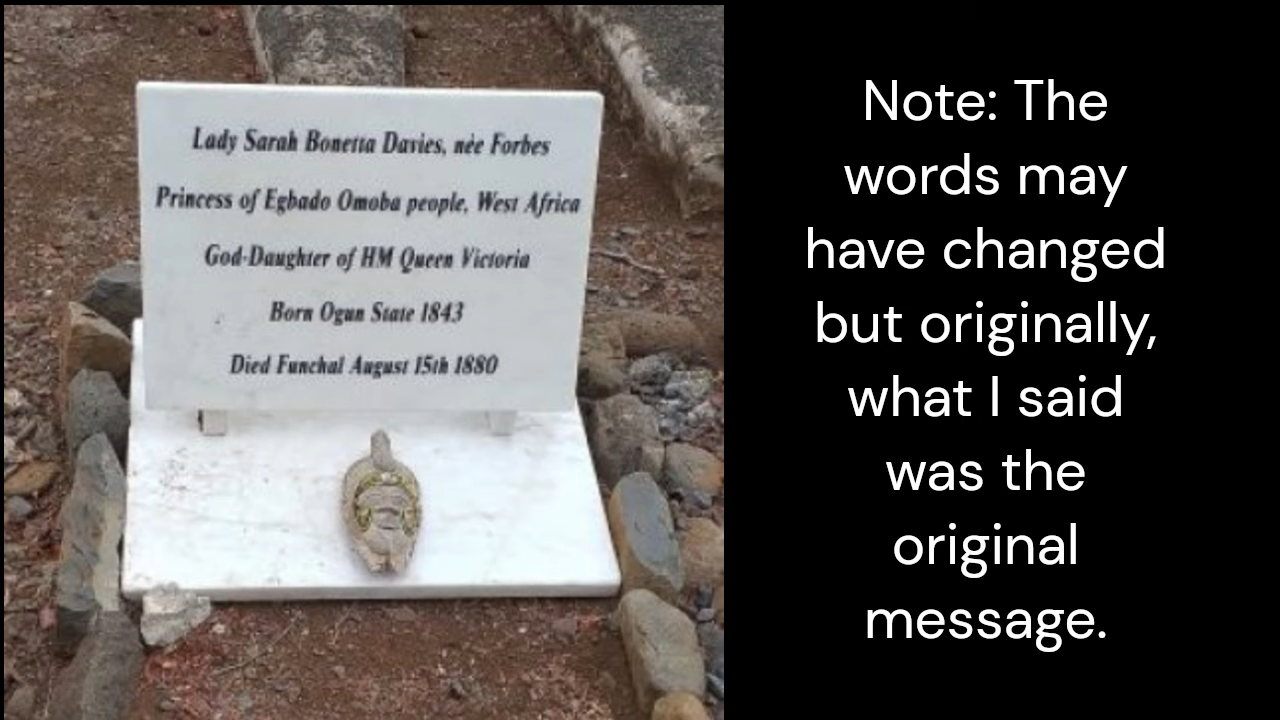 Lady Sarah Bonetta Davies, nèe Forbes
Princess of Egbado Omoba people, West Africa
God-Daughter of HM Queen Victoria
Born Ogun State 1843
Died Funchal August 15th 1880
Note: The
words may
have changed
but originally,
what I said
was the
original
message.